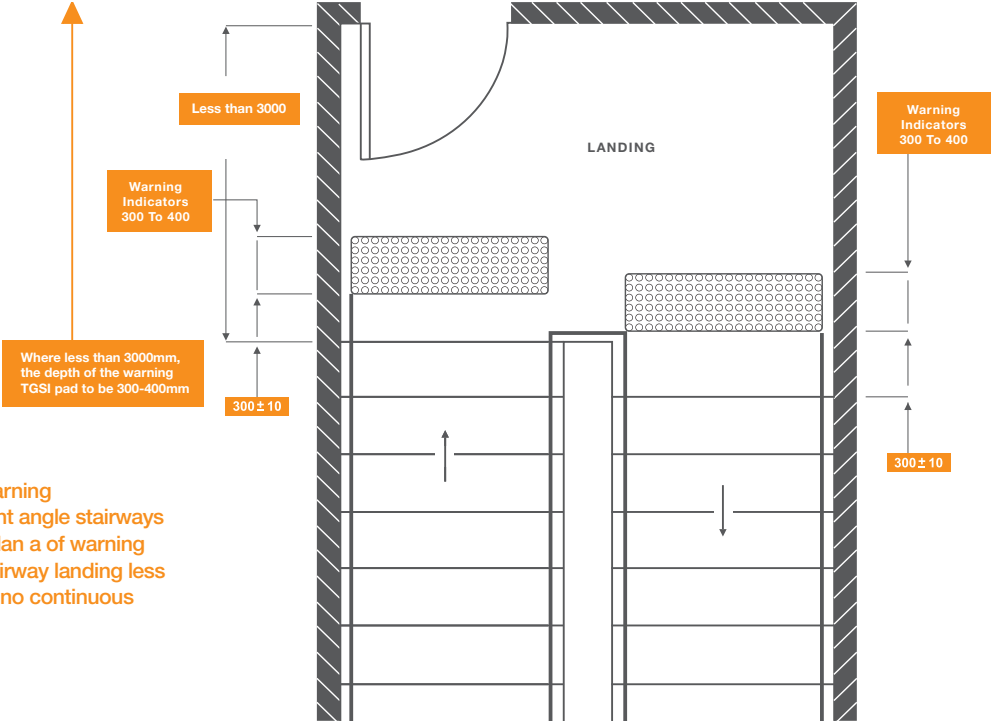 Less than 3000
LANDING
Warning
Indicators
300 To 400
Warning
Indicators
300 To 400
Where less than 3000mm,
the depth of the warning
TGSI pad to be 300-400mm
300 ± 10
300 ± 10
arning
nt angle stairways
lan a of warning
irway landing less
no continuous